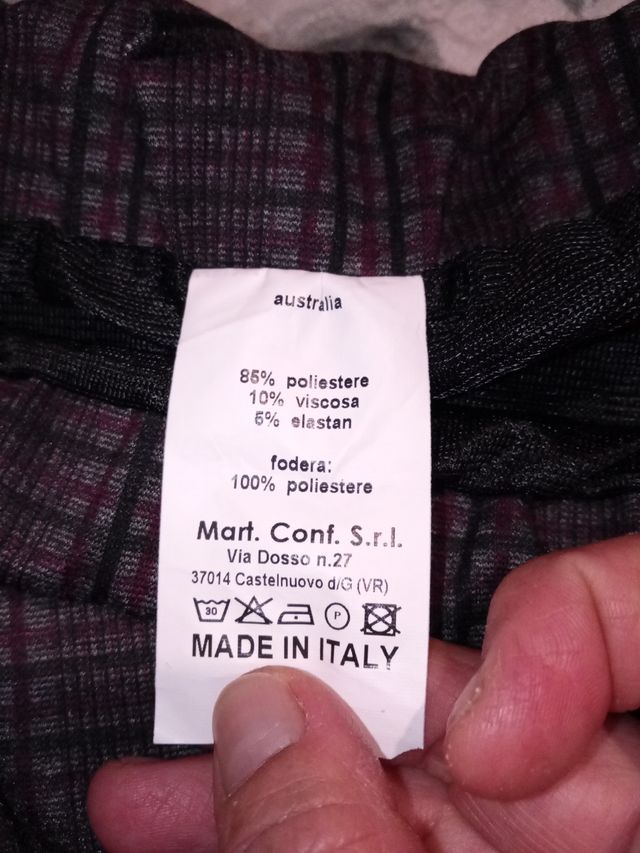 australia
85% poliestere
10% viscosa
5% elastan
fodera:
100% poliestere
Mart. Conf. S.r.l.
Via Dosso n.27
37014 Castelnuovo d/G (VR)
30 P
MADE IN ITALY